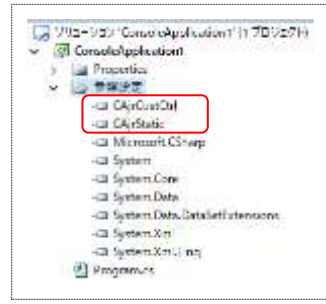 ソリューション 'ConsoleApplication1' (1 プロジェクト)
ConsoleApplication1
Properties
参照設定
CAjrCustCtrl
CAjrStatic
Microsoft.CSharp
System
System.Core
System.Data
System.Data.DataSetExtensions
System.Xml
System.Xml.Linq
Program.cs